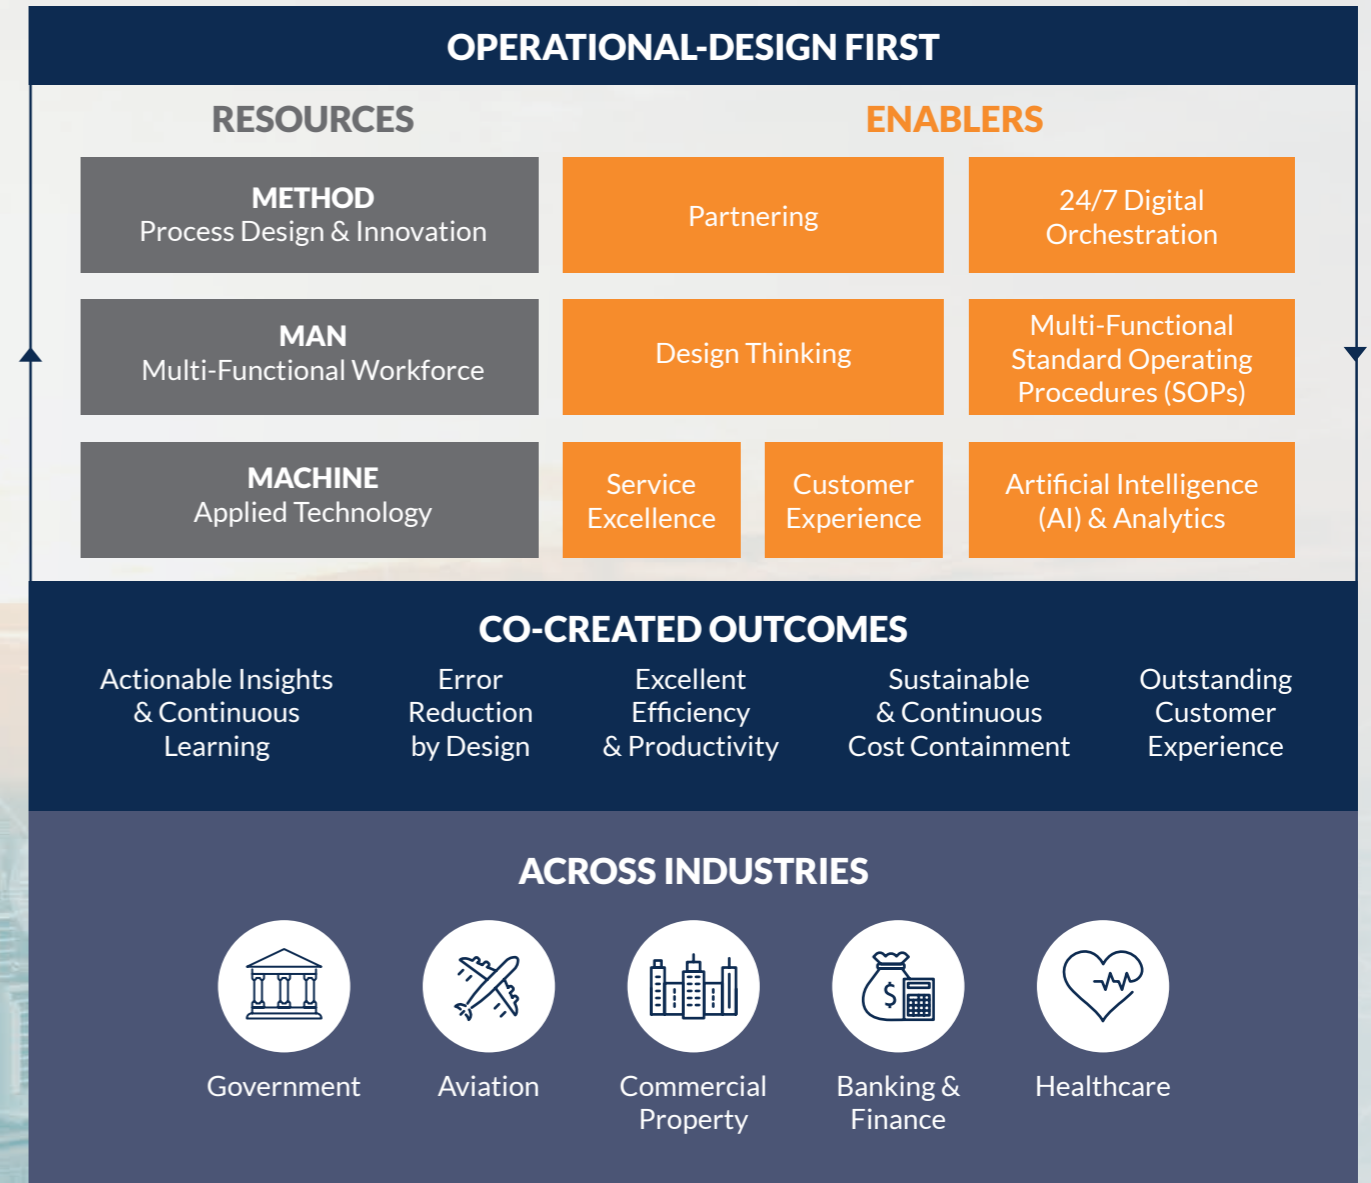 OPERATIONAL-DESIGN FIRST
RESOURCES
ENABLERS
METHOD
Process Design & Innovation
Partnering
24/7 Digital
Orchestration
MAN
Multi-Functional Workforce
Design Thinking
Multi-Functional
Standard Operating
Procedures (SOPs)
MACHINE
Applied Technology
Service
Excellence
Customer
Experience
Artificial Intelligence
(AI) & Analytics
CO-CREATED OUTCOMES
Actionable Insights
& Continuous
Learning
Error
Reduction
by Design
Excellent
Efficiency
& Productivity
Sustainable
& Continuous
Cost Containment
Outstanding
Customer
Experience
ACROSS INDUSTRIES
$
Government
Aviation
Commercial
Property
Banking &
Finance
Healthcare